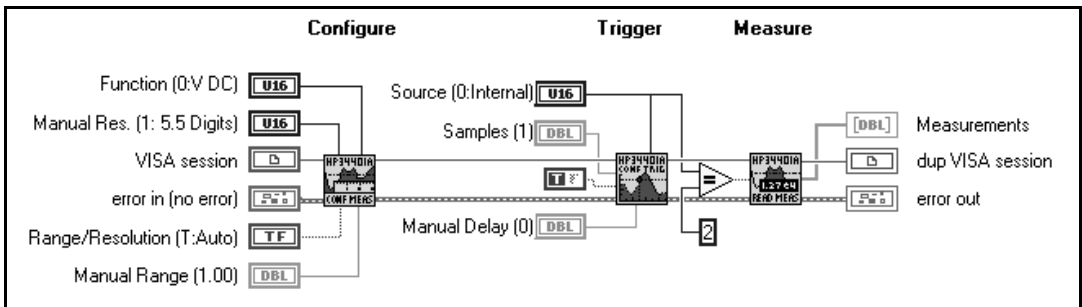 Configure
Trigger
Measure
Function (0:V DC)
U16
Source (0:Internal)
U16
Manual Res. (1: 5.5 Digits)
U16
Samples (1)
DBL
[DBL]
Measurements
VISA session
HP34401A
CONF MEAS
HP34401A
CONF TRIG
HP34401A
READ MEAS
dup VISA session
T
=
error in (no error)
error out
Range/Resolution (T:Auto)
TF
Manual Delay (0)
DBL
2
Manual Range (1.00)
DBL